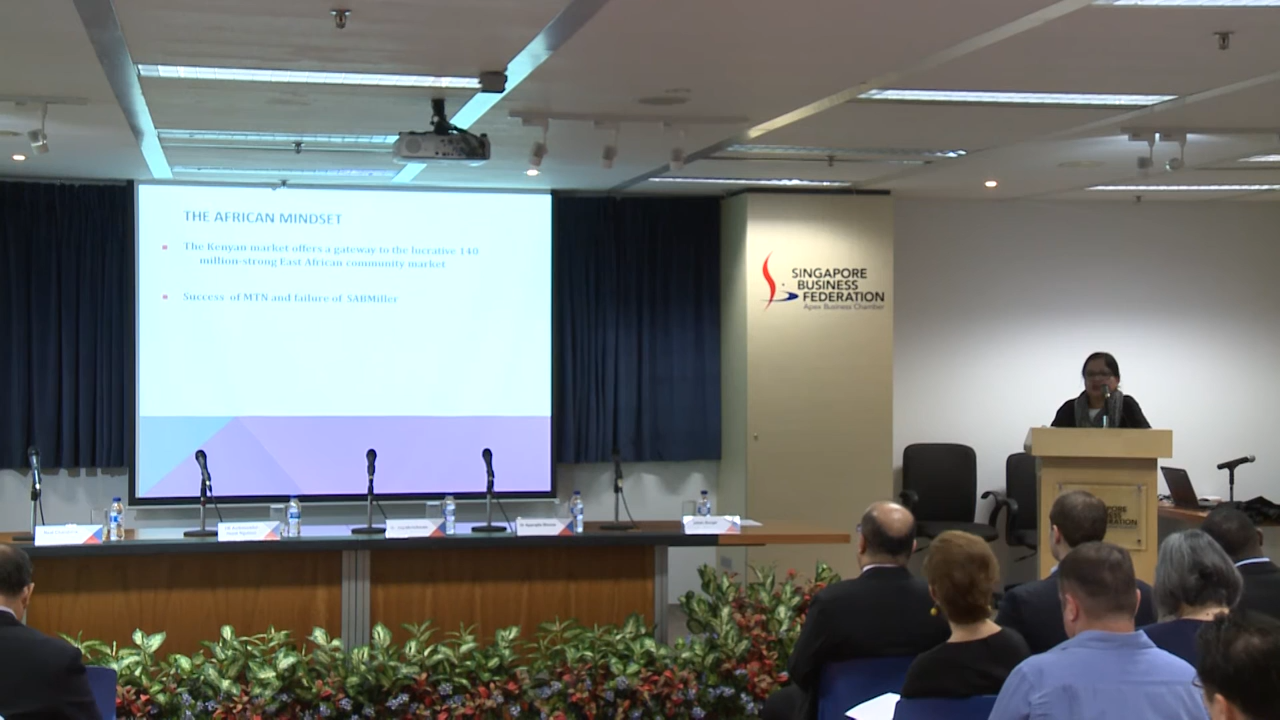 THE AFRICAN MINDSET
The Kenyan market offers a gateway to the lucrative 140
million-strong East African community market
Success of MTN and failure of SABMiller
SINGAPORE
BUSINESS
FEDERATION
Apex Business Chamber